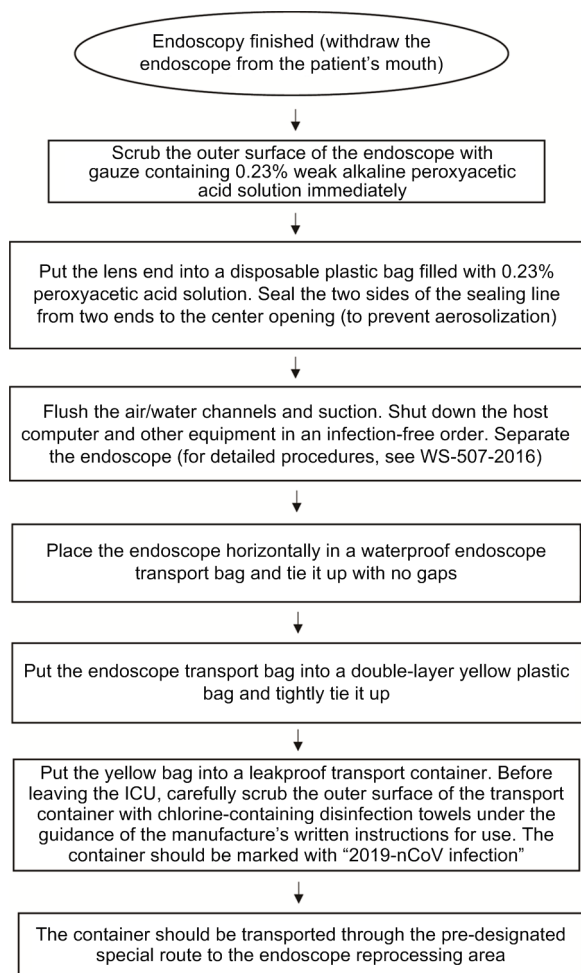 Endoscopy finished (withdraw the
endoscope from the patient's mouth)
Scrub the outer surface of the endoscope with
gauze containing 0.23% weak alkaline peroxyacetic
acid solution immediately
Put the lens end into a disposable plastic bag filled with 0.23%
peroxyacetic acid solution. Seal the two sides of the sealing line
from two ends to the center opening (to prevent aerosolization)
Flush the air/water channels and suction. Shut down the host
computer and other equipment in an infection-free order. Separate
the endoscope (for detailed procedures, see WS-507-2016)
Place the endoscope horizontally in a waterproof endoscope
transport bag and tie it up with no gaps
Put the endoscope transport bag into a double-layer yellow plastic
bag and tightly tie it up
Put the yellow bag into a leakproof transport container. Before
leaving the ICU, carefully scrub the outer surface of the transport
container with chlorine-containing disinfection towels under the
guidance of the manufacture's written instructions for use. The
container should be marked with “2019-nCoV infection”
The container should be transported through the pre-designated
special route to the endoscope reprocessing area